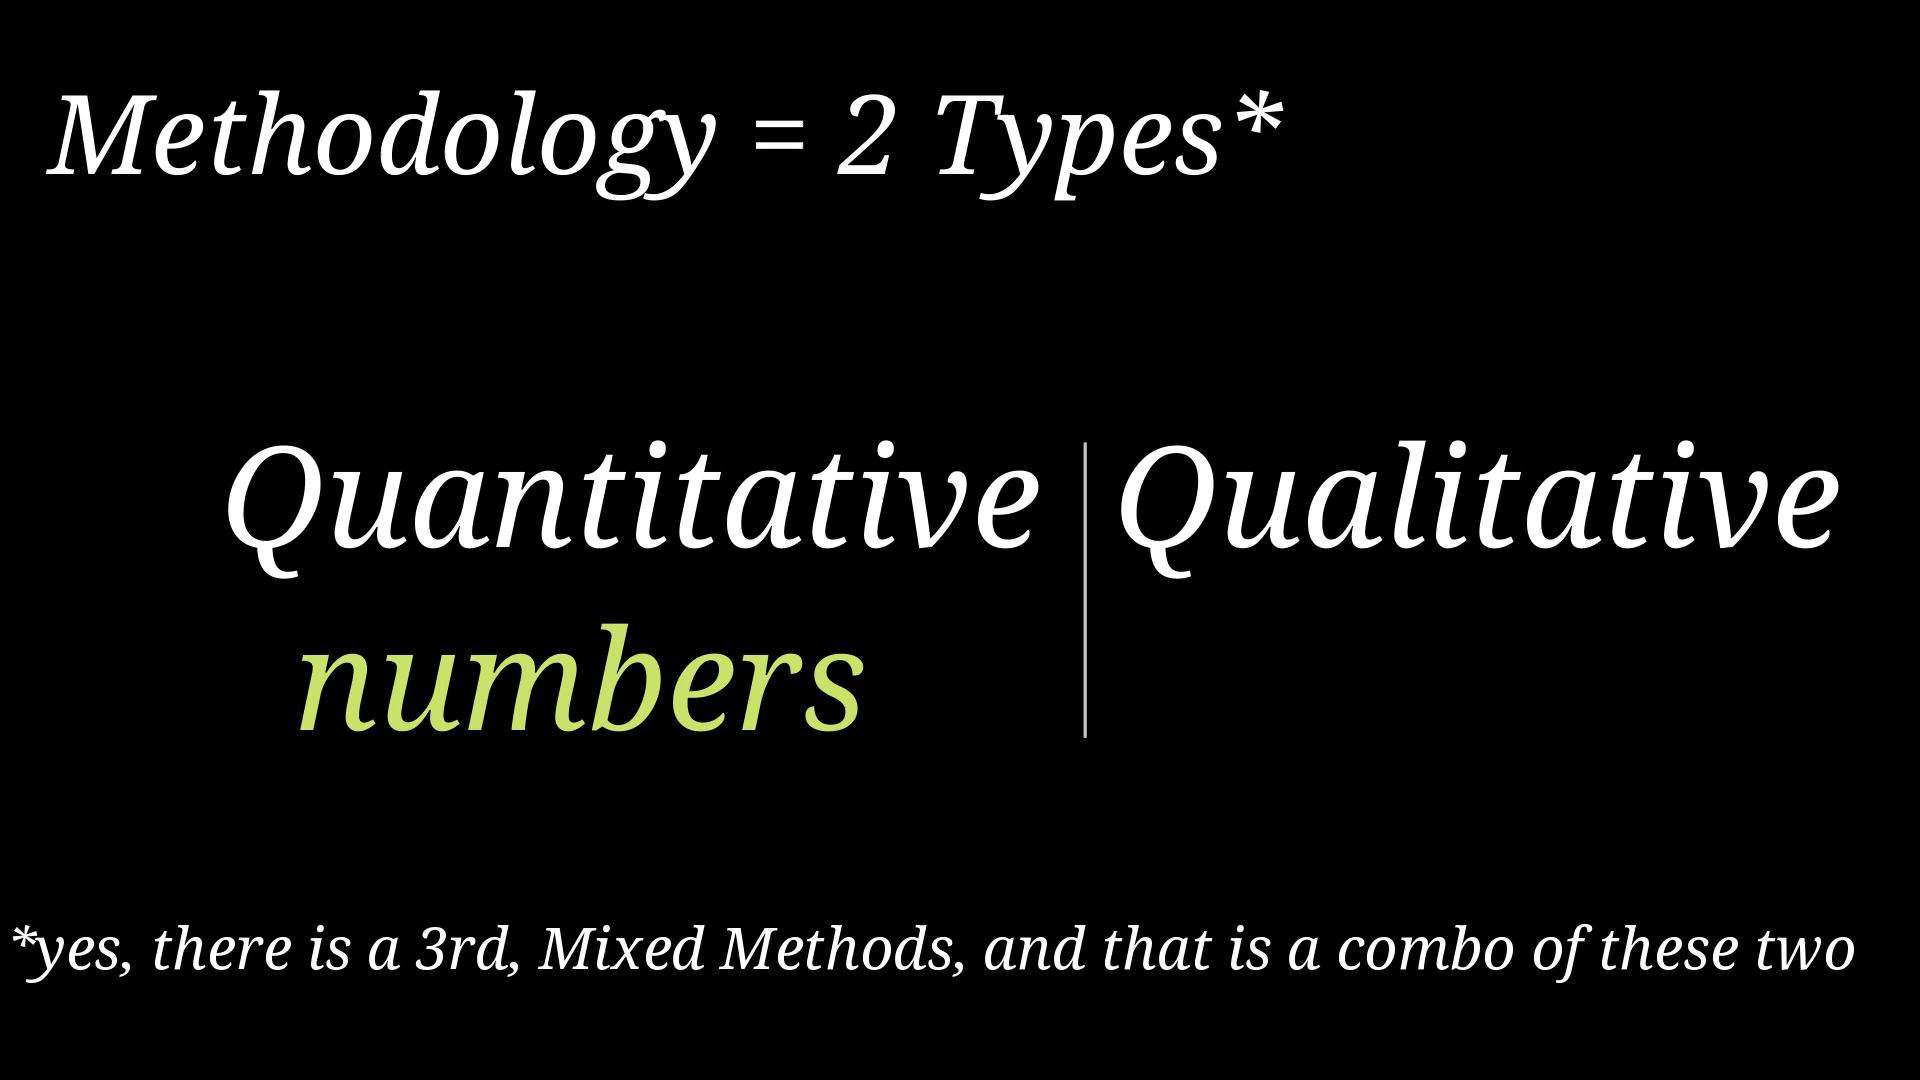 Methodology = 2 Types*
Quantitative Qualitative
numbers
*yes, there is a 3rd, Mixed Methods, and that is a combo of these two